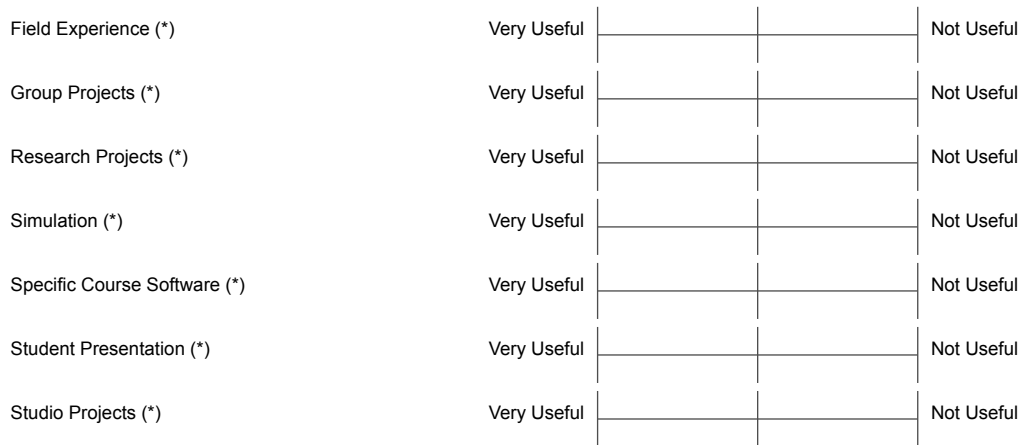 Field Experience (*) Very Useful Not Useful
Group Projects (*) Very Useful Not Useful
Research Projects (*) Very Useful Not Useful
Simulation (*) Very Useful Not Useful
Specific Course Software (*) Very Useful Not Useful
Student Presentation (*) Very Useful Not Useful
Studio Projects (*) Very Useful Not Useful